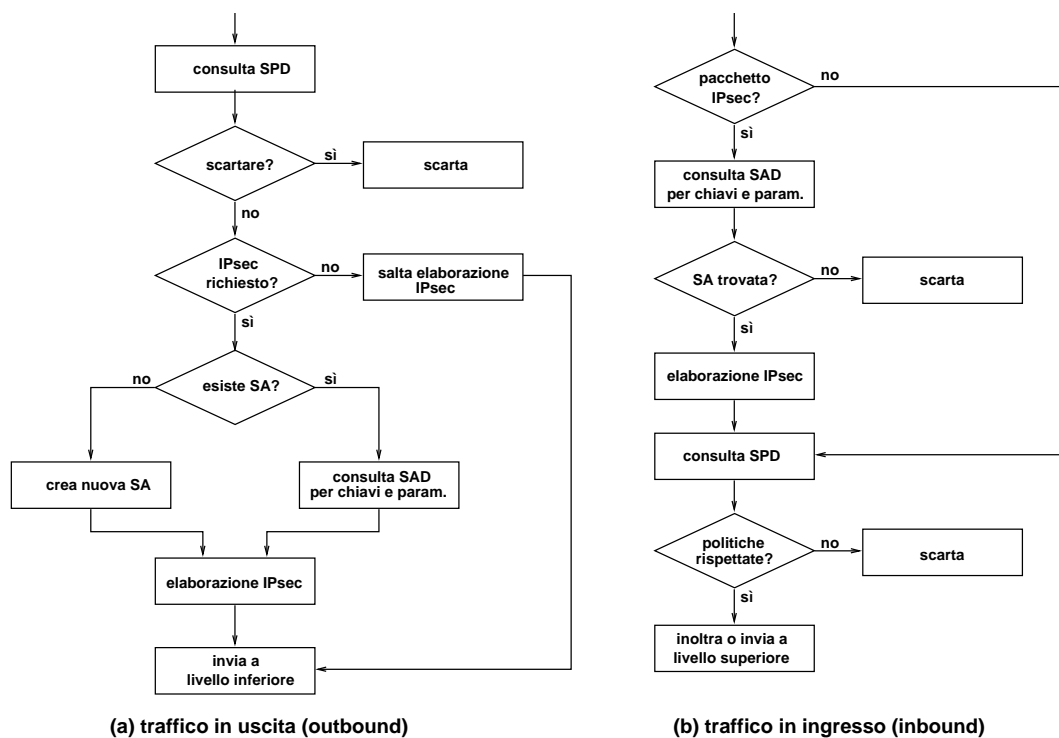 consulta SPD
scartare?
sì
scarta
no
IPsec
richiesto?
no
salta elaborazione
IPsec
sì
no
esiste SA?
sì
crea nuova SA
consulta SAD
per chiavi e param.
elaborazione IPsec
invia a
livello inferiore
(a) traffico in uscita (outbound)
pacchetto
IPsec?
no
sì
consulta SAD
per chiavi e param.
SA trovata?
no
scarta
sì
elaborazione IPsec
consulta SPD
politiche
rispettate?
no
scarta
sì
inoltra o invia a
livello superiore
(b) traffico in ingresso (inbound)